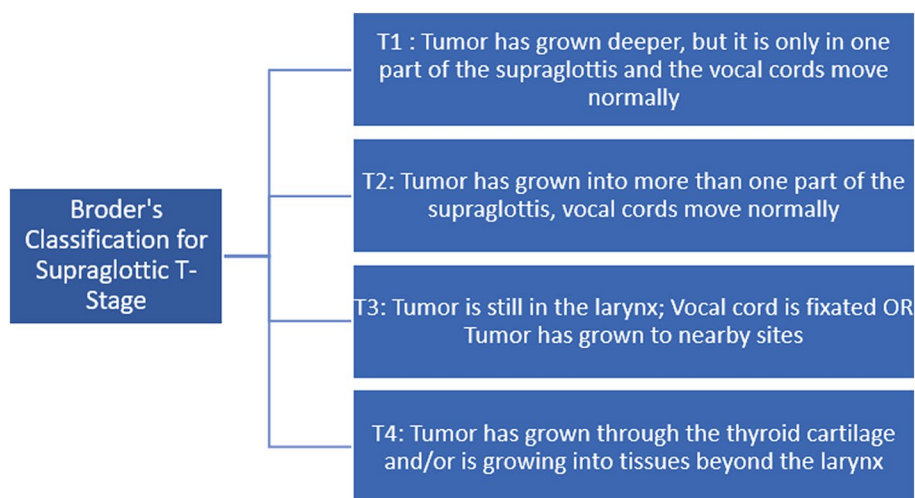 Broder's
Classification for
Supraglottic T-
Stage
T1 : Tumor has grown deeper, but it is only in one
part of the supraglottis and the vocal cords move
normally
T2: Tumor has grown into more than one part of the
supraglottis, vocal cords move normally
T3: Tumor is still in the larynx; Vocal cord is fixated OR
Tumor has grown to nearby sites
T4: Tumor has grown through the thyroid cartilage
and/or is growing into tissues beyond the larynx